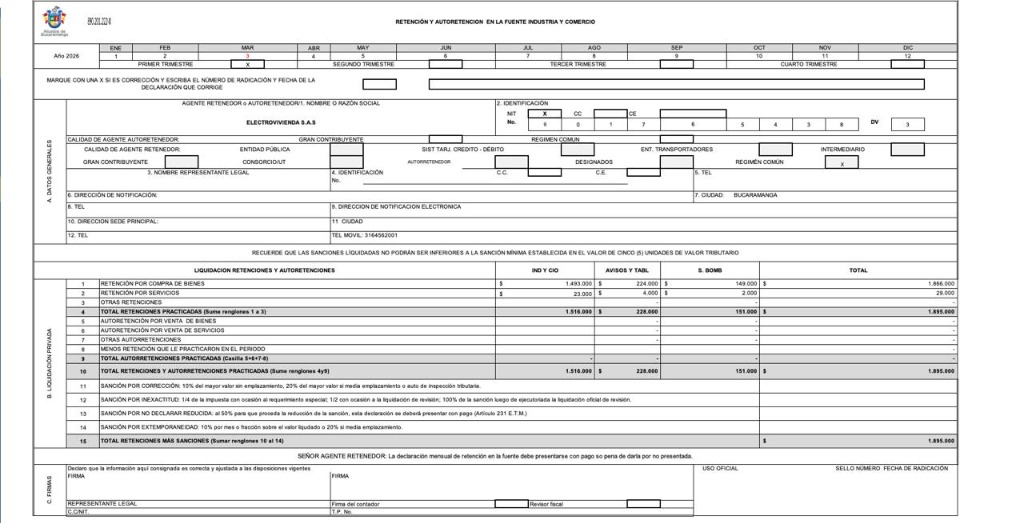 890.201.222-0
Alcaldía de Bucaramanga
RETENCIÓN Y AUTORETENCION EN LA FUENTE INDUSTRIA Y COMERCIO
Año 2026
ENE FEB MAR ABR MAY JUN JUL AGO SEP OCT NOV DIC
1 2 3 4 5 6 7 8 9 10 11 12
PRIMER TRIMESTRE X SEGUNDO TRIMESTRE TERCER TRIMESTRE CUARTO TRIMESTRE
MARQUE CON UNA X SI ES CORRECCIÓN Y ESCRIBA EL NÚMERO DE RADICACIÓN Y FECHA DE LA
DECLARACIÓN QUE CORRIGE
A. DATOS GENERALES
AGENTE RETENEDOR o AUTORETENEDOR/1. NOMBRE O RAZÓN SOCIAL 2. IDENTIFICACIÓN
NIT X CC CE
ELECTROVIVIENDA S.A.S No. 9 0 1 7 6 5 4 3 8 DV 3
CALIDAD DE AGENTE AUTORETENEDOR: GRAN CONTRIBUYENTE REGIMEN COMUN
CALIDAD DE AGENTE RETENEDOR: ENTIDAD PÚBLICA SIST TARJ. CREDITO - DÉBITO ENT. TRANSPORTADORES INTERMEDIARIO
GRAN CONTRIBUYENTE CONSORCIO/UT AUTORRETENEDOR DESIGNADOS REGIMÉN COMÚN X
3. NOMBRE REPRESENTANTE LEGAL 4. IDENTIFICACIÓN C.C. C.E. 5. TEL
No.
6. DIRECCIÓN DE NOTIFICACIÓN: 7. CIUDAD: BUCARAMANGA
8. TEL 9. DIRECCION DE NOTIFICACION ELECTRONICA
10. DIRECCION SEDE PRINCIPAL: 11 CIUDAD
12. TEL TEL MOVIL: 3164562001
RECUERDE QUE LAS SANCIONES LIQUIDADAS NO PODRÁN SER INFERIORES A LA SANCIÓN MÍNIMA ESTABLECIDA EN EL VALOR DE CINCO (5) UNIDADES DE VALOR TRIBUTARIO
B. LIQUIDACIÓN PRIVADA
LIQUIDACION RETENCIONES Y AUTORETENCIONES IND Y CIO AVISOS Y TABL S. BOMB TOTAL
1 RETENCIÓN POR COMPRA DE BIENES $ 1.493.000 $ 224.000 $ 149.000 $ 1.866.000
2 RETENCIÓN POR SERVICIOS $ 23.000 $ 4.000 $ 2.000 29.000
3 OTRAS RETENCIONES - - -
4 TOTAL RETENCIONES PRACTICADAS (Sume renglones 1 a 3) 1.516.000 $ 228.000 151.000 $ 1.895.000
5 AUTORETENCIÓN POR VENTA DE BIENES - - -
6 AUTORETENCIÓN POR VENTA DE SERVICIOS - - -
7 OTRAS AUTORRETENCIONES - - -
8 MENOS RETENCIÓN QUE LE PRACTICARON EN EL PERIODO - -
9 TOTAL AUTORRETENCIONES PRACTICADAS (Casilla 5+6+7-8) - - - -
10 TOTAL RETENCIONES Y AUTORETENCIONES PRACTICADAS (Sume renglones 4y9) 1.516.000 $ 228.000 151.000 $ 1.895.000
11 SANCIÓN POR CORRECCIÓN: 10% del mayor valor sin emplazamiento, 20% del mayor valor si media emplazamiento o auto de inspección tributaria.
12 SANCIÓN POR INEXACTITUD: 1/4 de la impuesta con ocasión al requerimiento especial; 1/2 con ocasión a la liquidación de revisión; 100% de la sanción luego de ejecutoriada la liquidación oficial de revisión.
13 SANCIÓN POR NO DECLARAR REDUCIDA: al 50% para que proceda la reducción de la sanción, esta declaración se deberá presentar con pago (Artículo 231 E.T.M.)
14 SANCIÓN POR EXTEMPORANEIDAD: 10% por mes o fracción sobre el valor liquidado o 20% si media emplazamiento.
15 TOTAL RETENCIONES MÁS SANCIONES (Sumar renglones 10 al 14) $ 1.895.000
SEÑOR AGENTE RETENEDOR: La declaración mensual de retención en la fuente debe presentarse con pago so pena de darla por no presentada.
C. FIRMAS
Declaro que la información aquí consignada es correcta y ajustada a las disposiciones vigentes USO OFICIAL SELLO NÚMERO FECHA DE RADICACIÓN
FIRMA FIRMA
REPRESENTANTE LEGAL Firma del contador Revisor fiscal
C.C/NIT. T.P. No.